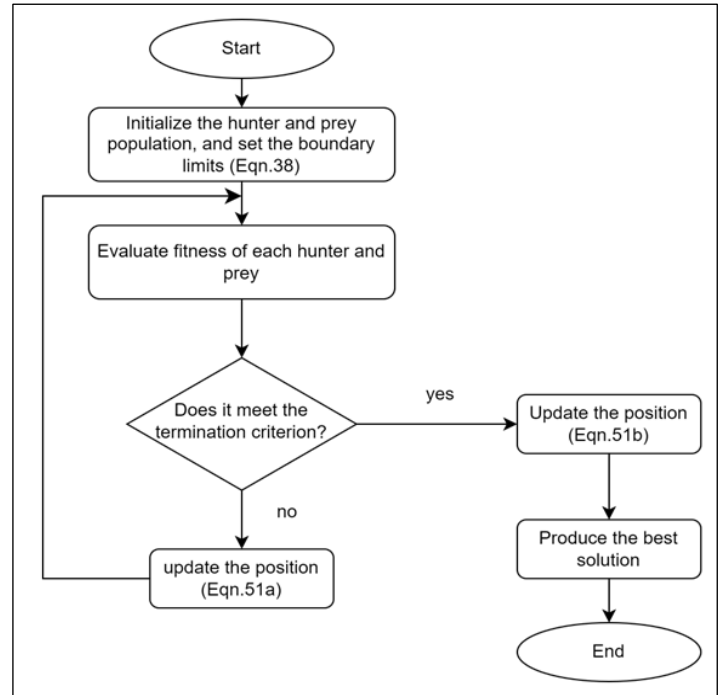 Start
Initialize the hunter and prey
population, and set the boundary
limits (Eqn.38)
Evaluate fitness of each hunter and
prey
Does it meet the
termination criterion?
yes
Update the position
(Eqn.51b)
no
update the position
(Eqn.51a)
Produce the best
solution
End